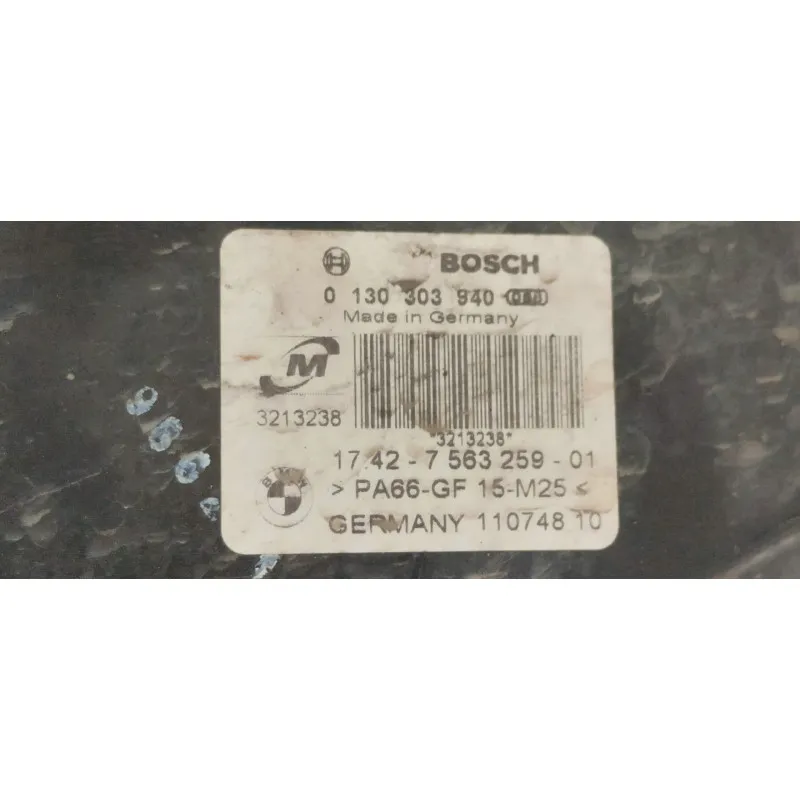 BOSCH
0 130 303 940
Made in Germany
M
3213238
*3213238*
17.42 - 7 563 259 - 01
BMW
> PA66-GF 15-M25 <
GERMANY 110748 10